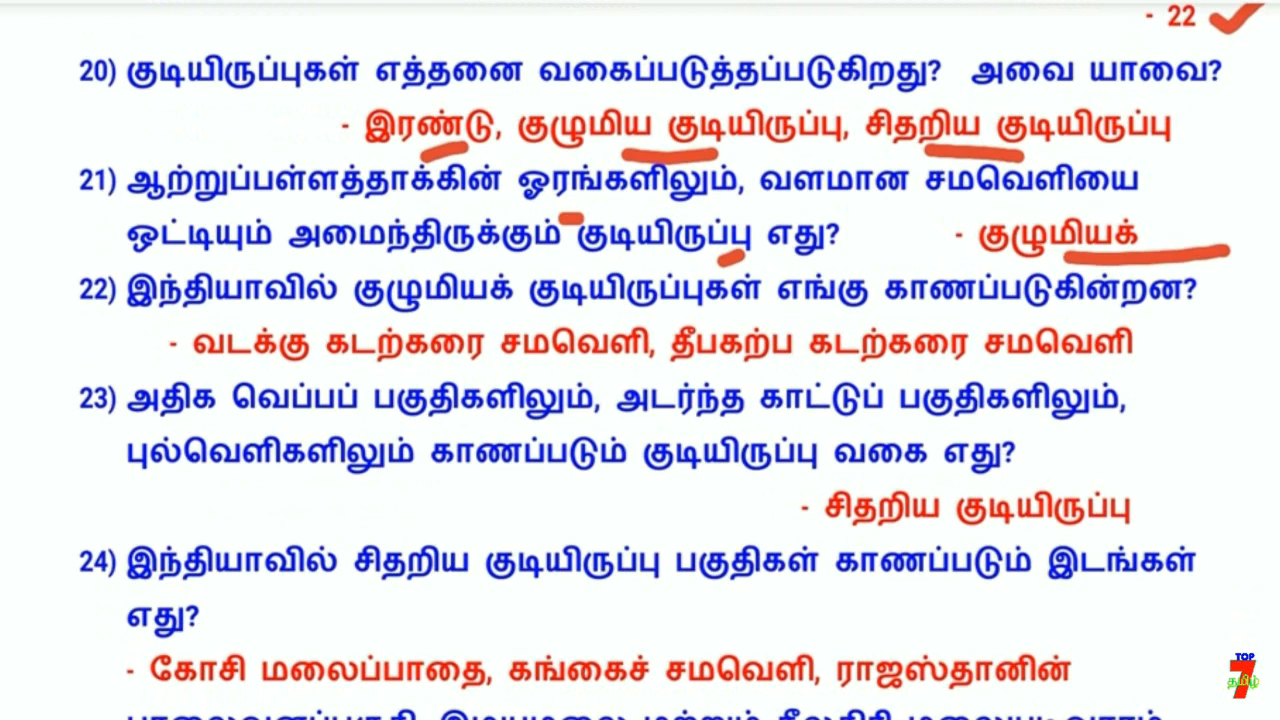 - 22
20) குடியிருப்புகள் எத்தனை வகைப்படுத்தப்படுகிறது? அவை யாவை?
- இரண்டு, குழுமிய குடியிருப்பு, சிதறிய குடியிருப்பு
21) ஆற்றுப்பள்ளத்தாக்கின் ஓரங்களிலும், வளமான சமவெளியை
ஒட்டியும் அமைந்திருக்கும் குடியிருப்பு எது? - குழுமியக்
22) இந்தியாவில் குழுமியக் குடியிருப்புகள் எங்கு காணப்படுகின்றன?
- வடக்கு கடற்கரை சமவெளி, தீபகற்ப கடற்கரை சமவெளி
23) அதிக வெப்பப் பகுதிகளிலும், அடர்ந்த காட்டுப் பகுதிகளிலும்,
புல்வெளிகளிலும் காணப்படும் குடியிருப்பு வகை எது?
- சிதறிய குடியிருப்பு
24) இந்தியாவில் சிதறிய குடியிருப்பு பகுதிகள் காணப்படும் இடங்கள்
எது?
- கோசி மலைப்பாதை, கங்கைச் சமவெளி, ராஜஸ்தானின்
TOP
7
தமிழ்